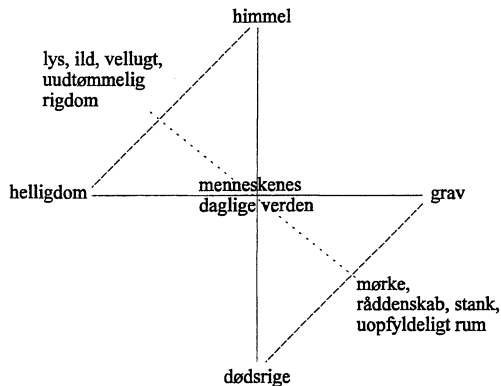 himmel
lys, ild, vellugt,
uudtømmelig
rigdom
helligdom
menneskenes
daglige verden
grav
mørke,
råddenskab, stank,
uopfyldeligt rum
dødsrige